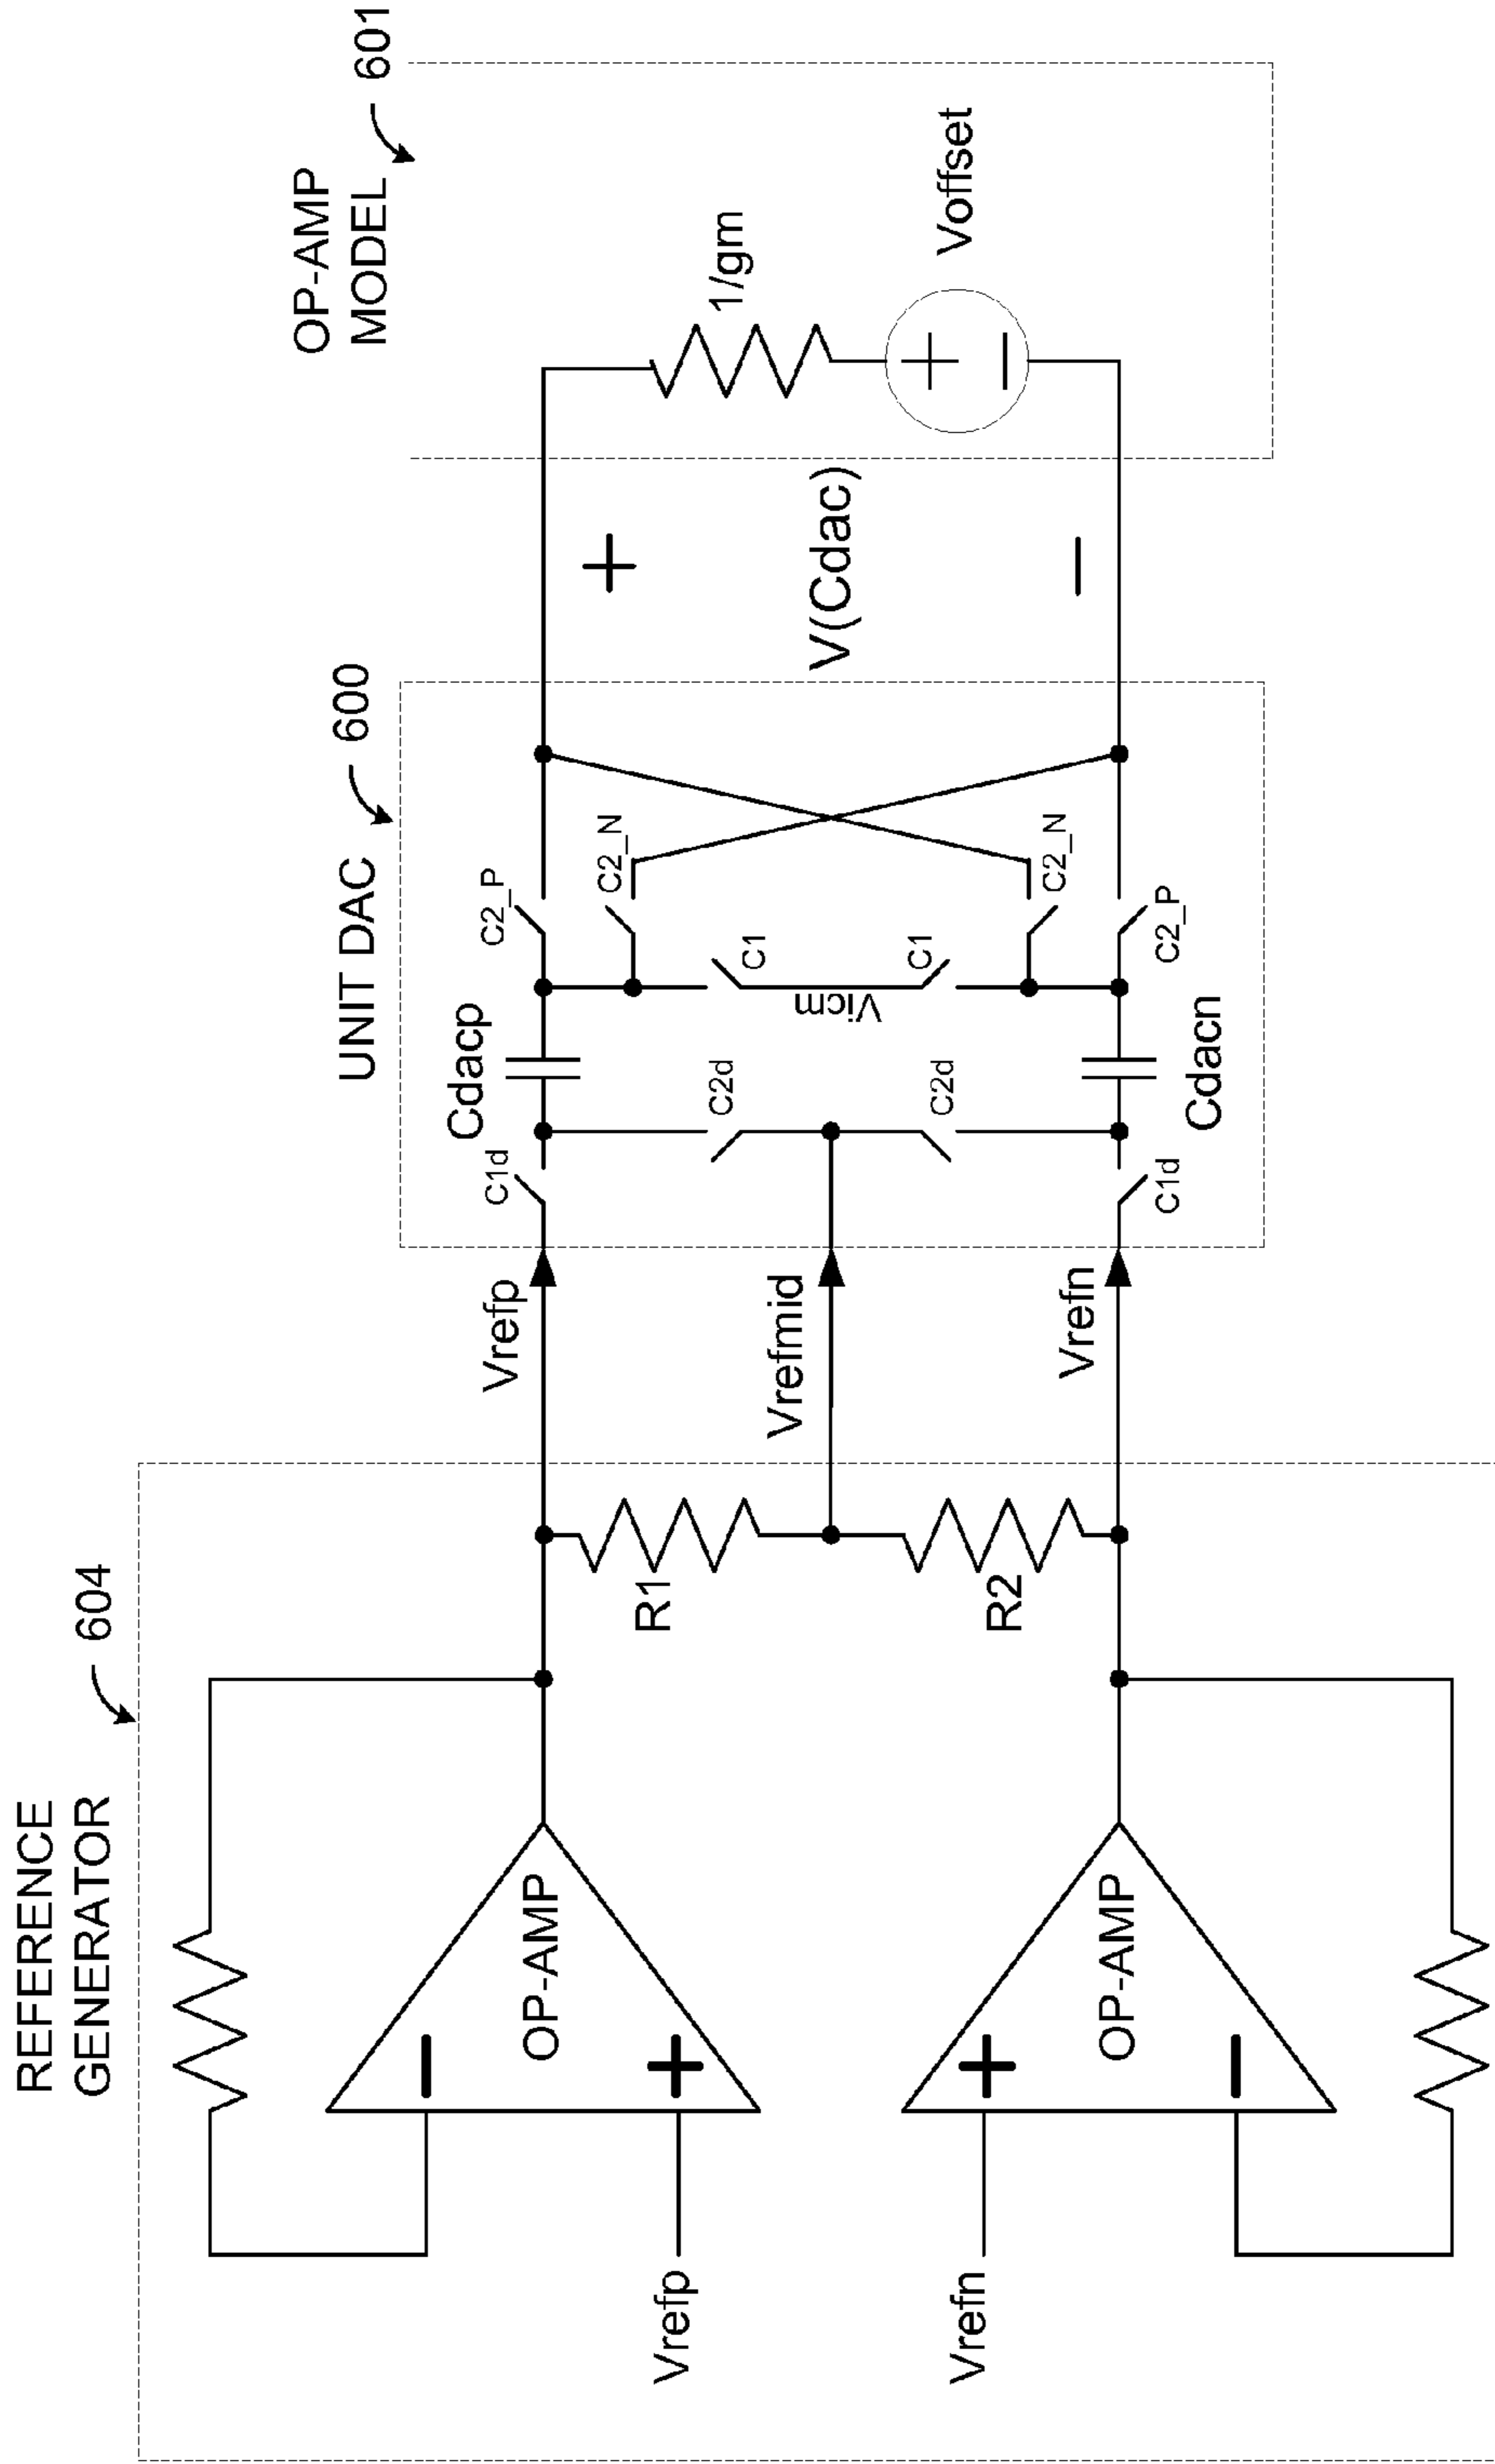 REFERENCE
GENERATOR
604
Vrefp
OP-AMP
Vrefn
OP-AMP
R1
R2
Vrefp
Vrefmid
Vrefn
UNIT DAC
600
C1d
C1d
C2d
C2d
Cdacp
Cdacn
C1
C1
Vicm
C2_P
C2_N
C2_N
C2_P
+
V(Cdac)
−
OP-AMP
MODEL
601
1/gm
Voffset